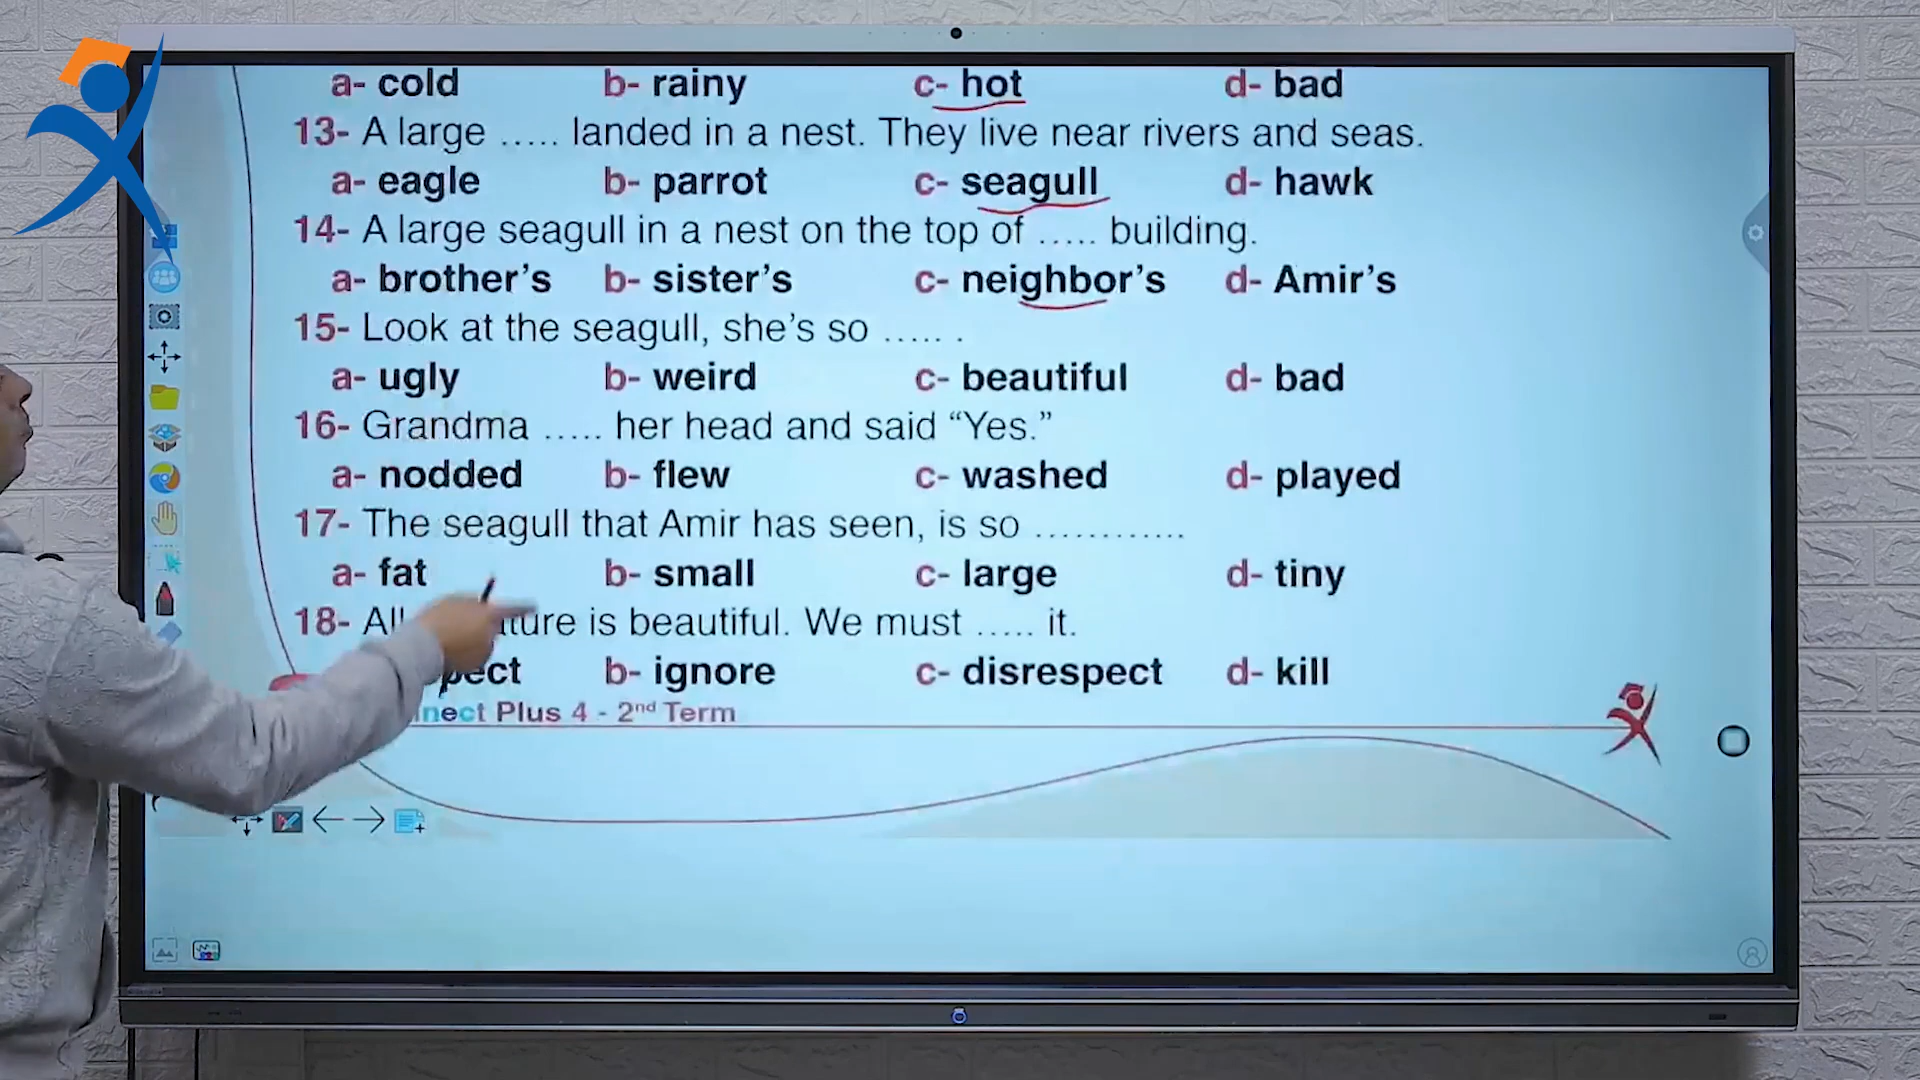 a- cold b- rainy c- hot d- bad
13- A large ..... landed in a nest. They live near rivers and seas.
a- eagle b- parrot c- seagull d- hawk
14- A large seagull in a nest on the top of ..... building.
a- brother's b- sister's c- neighbor's d- Amir's
15- Look at the seagull, she's so ..... .
a- ugly b- weird c- beautiful d- bad
16- Grandma ..... her head and said “Yes.”
a- nodded b- flew c- washed d- played
17- The seagull that Amir has seen, is so ............
a- fat b- small c- large d- tiny
18- All is beautiful. We must ..... it.
b- ignore c- disrespect d- kill
Plus 4 - 2nd Term